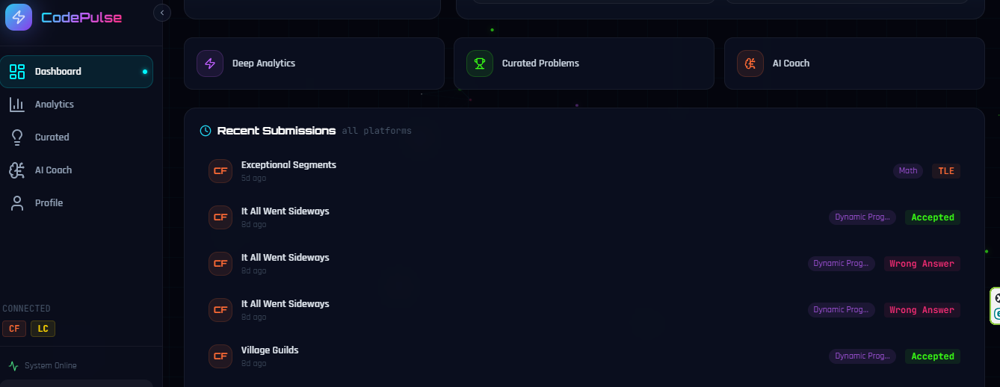 CodePulse
Dashboard
Analytics
Curated
AI Coach
Profile
CONNECTED
CF LC
System Online
Deep Analytics
Curated Problems
AI Coach
Recent Submissions all platforms
CF Exceptional Segments Math TLE
5d ago
CF It All Went Sideways Dynamic Prog... Accepted
8d ago
CF It All Went Sideways Dynamic Prog... Wrong Answer
8d ago
CF It All Went Sideways Dynamic Prog... Wrong Answer
8d ago
CF Village Guilds Dynamic Prog... Accepted
8d ago